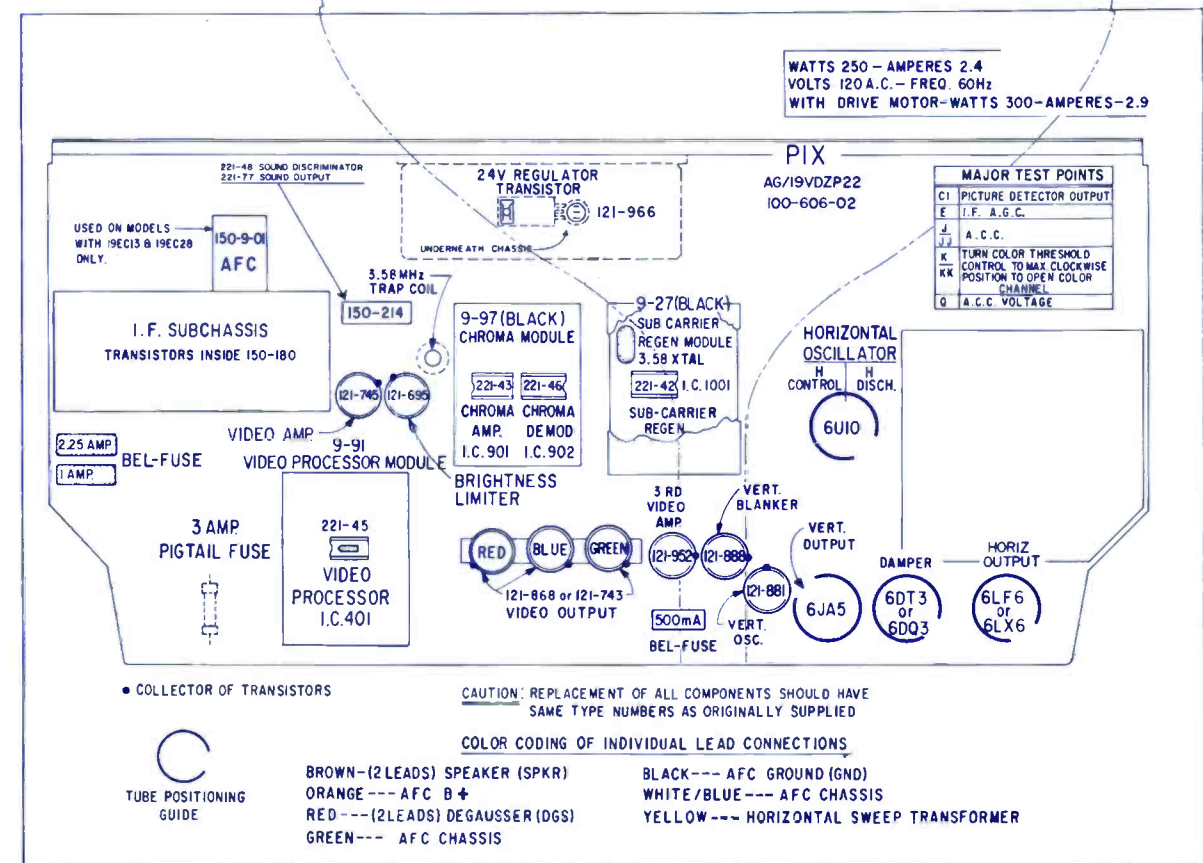 WATTS 250 - AMPERES 2.4
VOLTS 120 A.C. - FREQ. 60Hz
WITH DRIVE MOTOR-WATTS 300-AMPERES-2.9
PIX
AG/19VDZP22
100-606-02
MAJOR TEST POINTS
C1 PICTURE DETECTOR OUTPUT
E I.F. A.G.C.
J
JJ A.C.C.
K
KK TURN COLOR THRESHOLD
CONTROL TO MAX. CLOCKWISE
POSITION TO OPEN COLOR
CHANNEL
Q A.C.C. VOLTAGE
221-48 SOUND DISCRIMINATOR
221-77 SOUND OUTPUT
24V REGULATOR
TRANSISTOR
121-966
UNDERNEATH CHASSIS
USED ON MODELS
WITH 19EC13 & 19EC28
ONLY.
150-9-01
AFC
3.58MHz
TRAP COIL
150-214
I.F. SUBCHASSIS
TRANSISTORS INSIDE 150-180
9-97 (BLACK)
CHROMA MODULE
221-43
221-46
CHROMA
AMP.
I.C.901
CHROMA
DEMOD
I.C.902
9-27(BLACK)
SUB CARRIER
REGEN MODULE
3.58 XTAL
221-42 I.C.1001
SUB-CARRIER
REGEN
HORIZONTAL
OSCILLATOR
H
CONTROL
H
DISCH.
6U10
121-745
121-695
VIDEO AMP.
9-91
VIDEO PROCESSOR MODULE
BRIGHTNESS
LIMITER
2.25 AMP
1 AMP
BEL-FUSE
3 AMP.
PIGTAIL FUSE
221-45
VIDEO
PROCESSOR
I.C.401
RED
BLUE
GREEN
121-868 or 121-743
VIDEO OUTPUT
3 RD
VIDEO
AMP.
VERT.
BLANKER
121-952
121-888
121-881
500mA
BEL-FUSE
VERT.
OSC.
VERT.
OUTPUT
6JA5
DAMPER
6DT3
or
6DQ3
HORIZ
OUTPUT
6LF6
or
6LX6
• COLLECTOR OF TRANSISTORS
CAUTION: REPLACEMENT OF ALL COMPONENTS SHOULD HAVE
SAME TYPE NUMBERS AS ORIGINALLY SUPPLIED
TUBE POSITIONING
GUIDE
COLOR CODING OF INDIVIDUAL LEAD CONNECTIONS
BROWN-(2 LEADS) SPEAKER (SPKR)
ORANGE --- AFC B+
RED ---(2LEADS) DEGAUSSER (DGS)
GREEN--- AFC CHASSIS
BLACK--- AFC GROUND (GND)
WHITE/BLUE--- AFC CHASSIS
YELLOW--- HORIZONTAL SWEEP TRANSFORMER